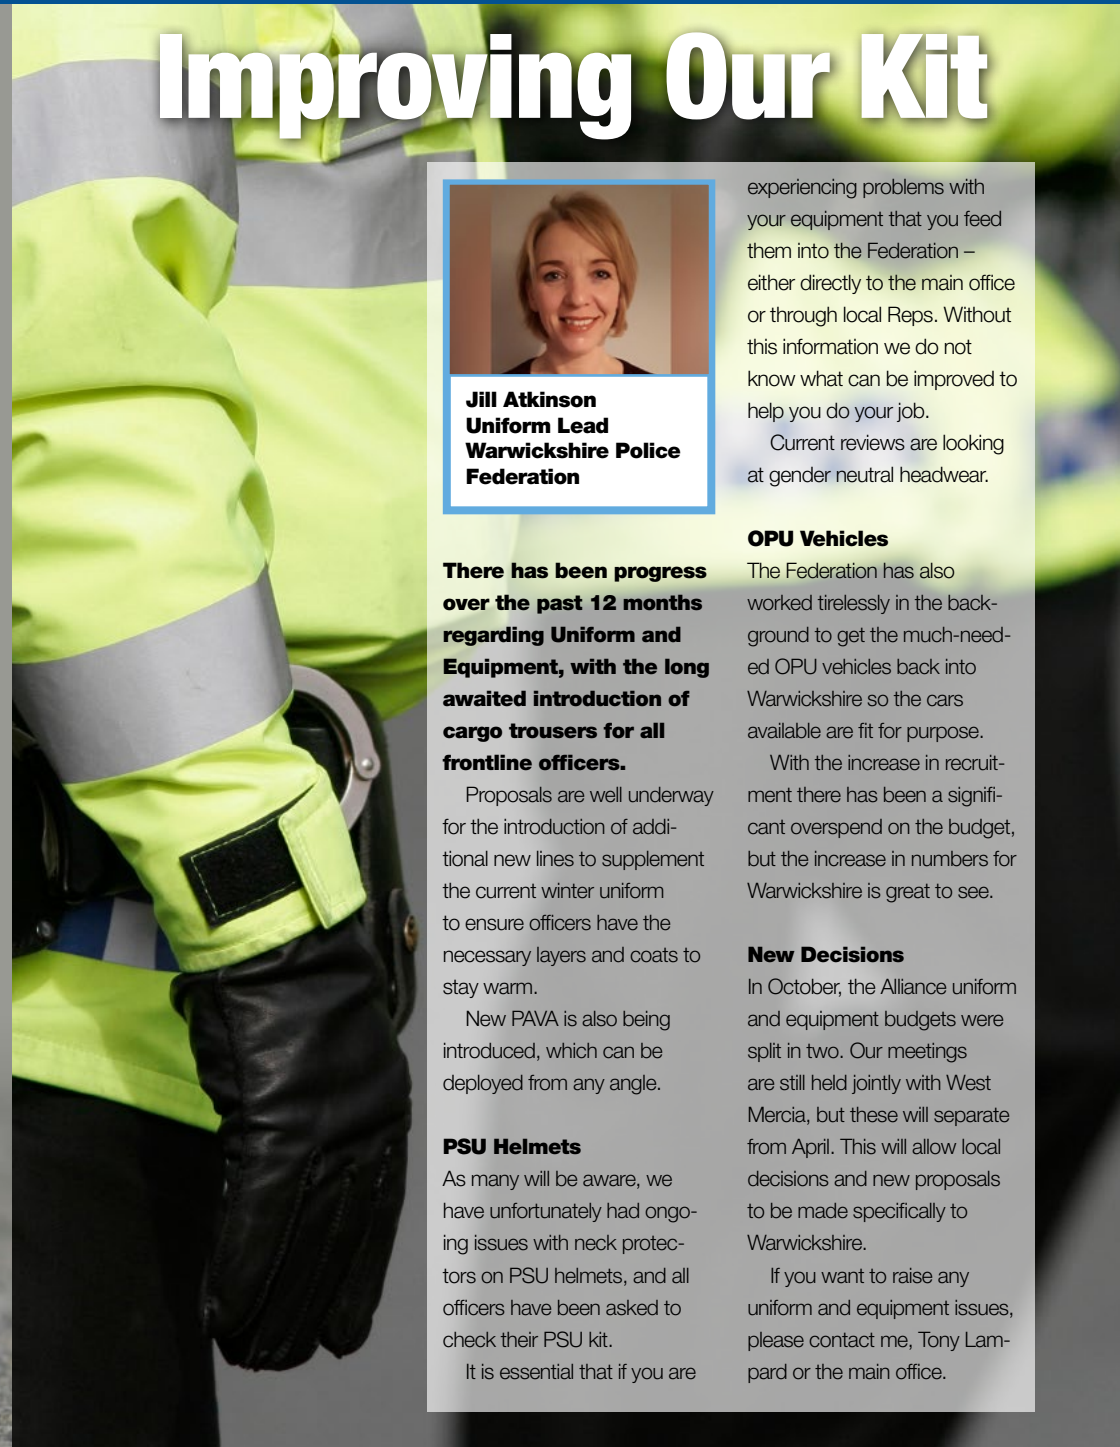 Improving Our Kit
Jill Atkinson
Uniform Lead
Warwickshire Police
Federation
There has been progress
over the past 12 months
regarding Uniform and
Equipment, with the long
awaited introduction of
cargo trousers for all
frontline officers.
Proposals are well underway
for the introduction of addi-
tional new lines to supplement
the current winter uniform
to ensure officers have the
necessary layers and coats to
stay warm.
New PAVA is also being
introduced, which can be
deployed from any angle.
PSU Helmets
As many will be aware, we
have unfortunately had ongo-
ing issues with neck protec-
tors on PSU helmets, and all
officers have been asked to
check their PSU kit.
It is essential that if you are
experiencing problems with
your equipment that you feed
them into the Federation –
either directly to the main office
or through local Reps. Without
this information we do not
know what can be improved to
help you do your job.
Current reviews are looking
at gender neutral headwear.
OPU Vehicles
The Federation has also
worked tirelessly in the back-
ground to get the much-need-
ed OPU vehicles back into
Warwickshire so the cars
available are fit for purpose.
With the increase in recruit-
ment there has been a signifi-
cant overspend on the budget,
but the increase in numbers for
Warwickshire is great to see.
New Decisions
In October, the Alliance uniform
and equipment budgets were
split in two. Our meetings
are still held jointly with West
Mercia, but these will separate
from April. This will allow local
decisions and new proposals
to be made specifically to
Warwickshire.
If you want to raise any
uniform and equipment issues,
please contact me, Tony Lam-
pard or the main office.